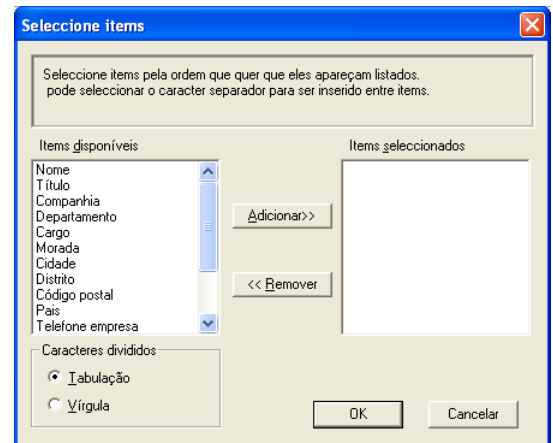 Seleccione items
Seleccione items pela ordem que quer que eles apareçam listados.
pode seleccionar o caracter separador para ser inserido entre items.
Items disponíveis
Items seleccionados
Nome
Título
Companhia
Departamento
Cargo
Morada
Cidade
Distrito
Código postal
Pais
Telefone empresa
Adicionar>>
<< Remover
Caracteres divididos
Tabulação
Vírgula
OK
Cancelar